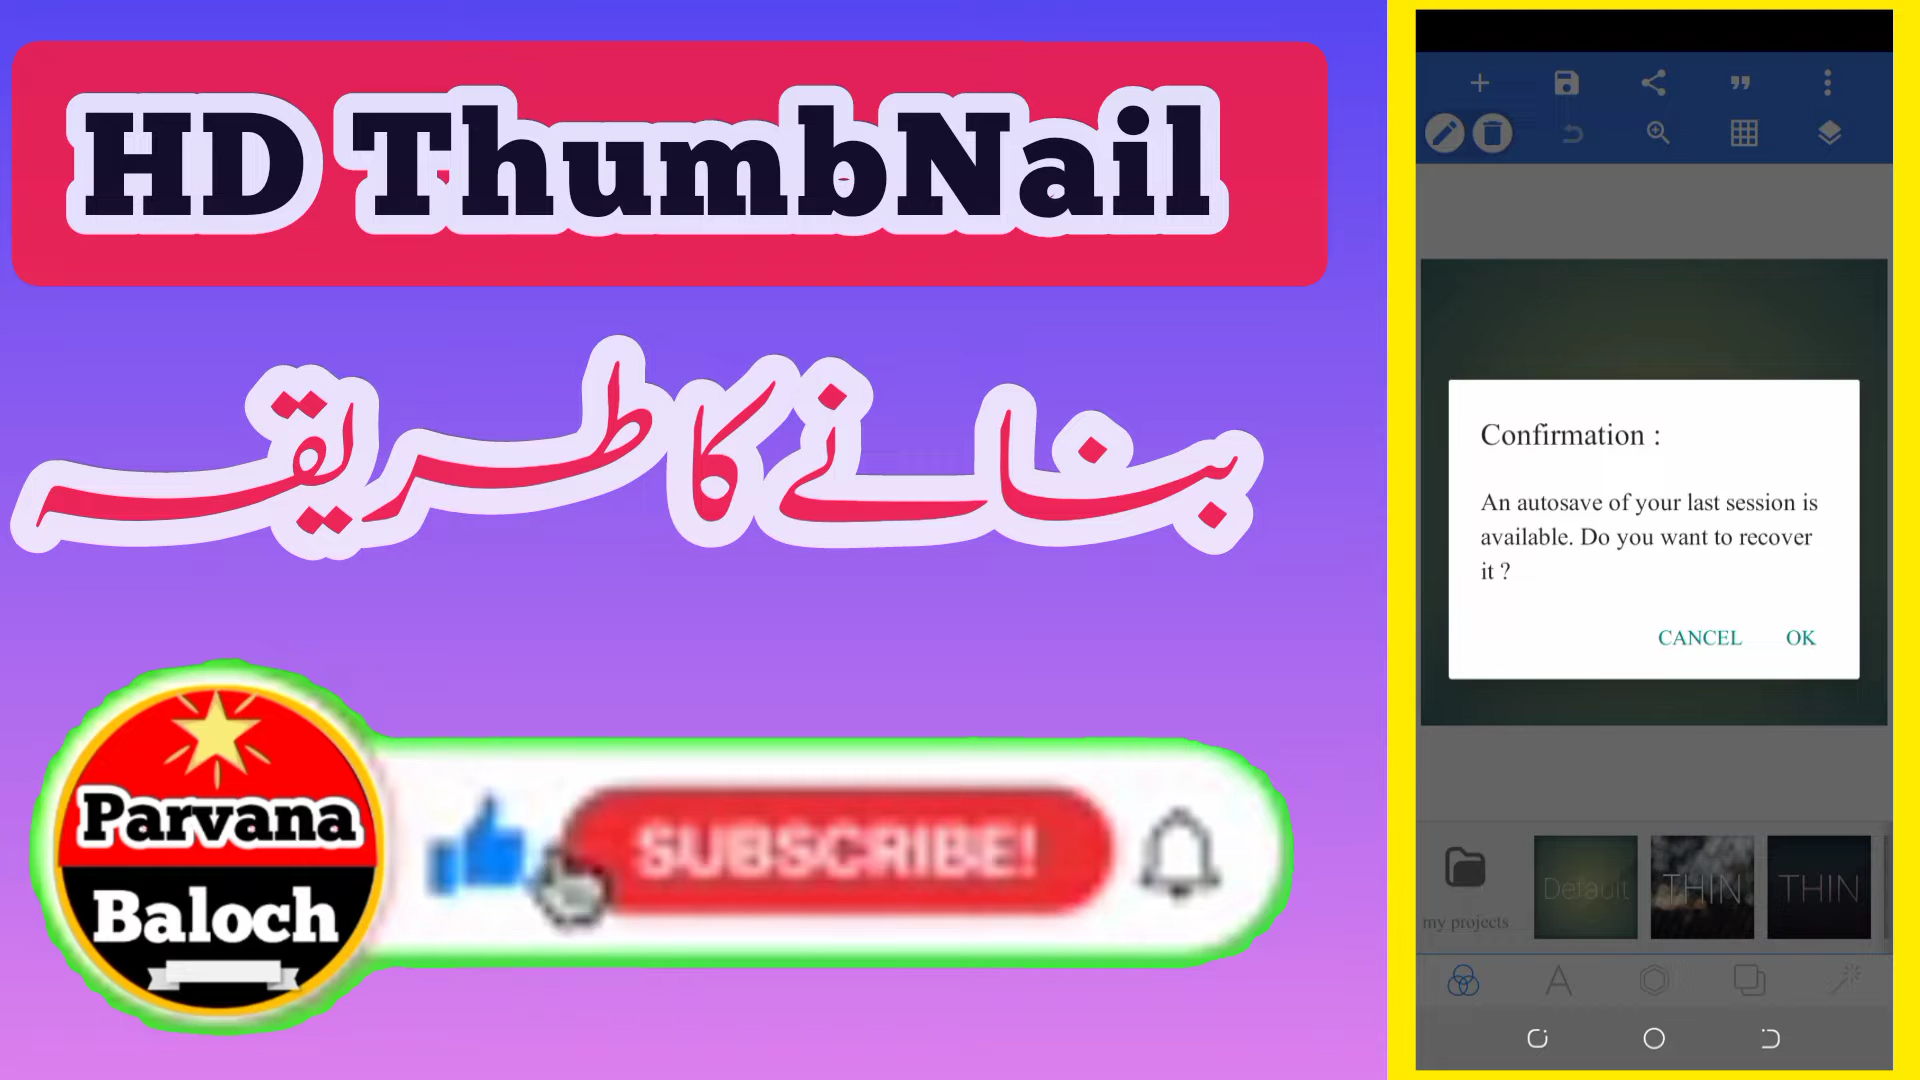 HD ThumbNail
بنانے کا طریقہ
Parvana
Baloch
SUBSCRIBE!
Confirmation :
An autosave of your last session is
available. Do you want to recover
it ?
CANCEL OK
my projects
Default
THIN
THIN